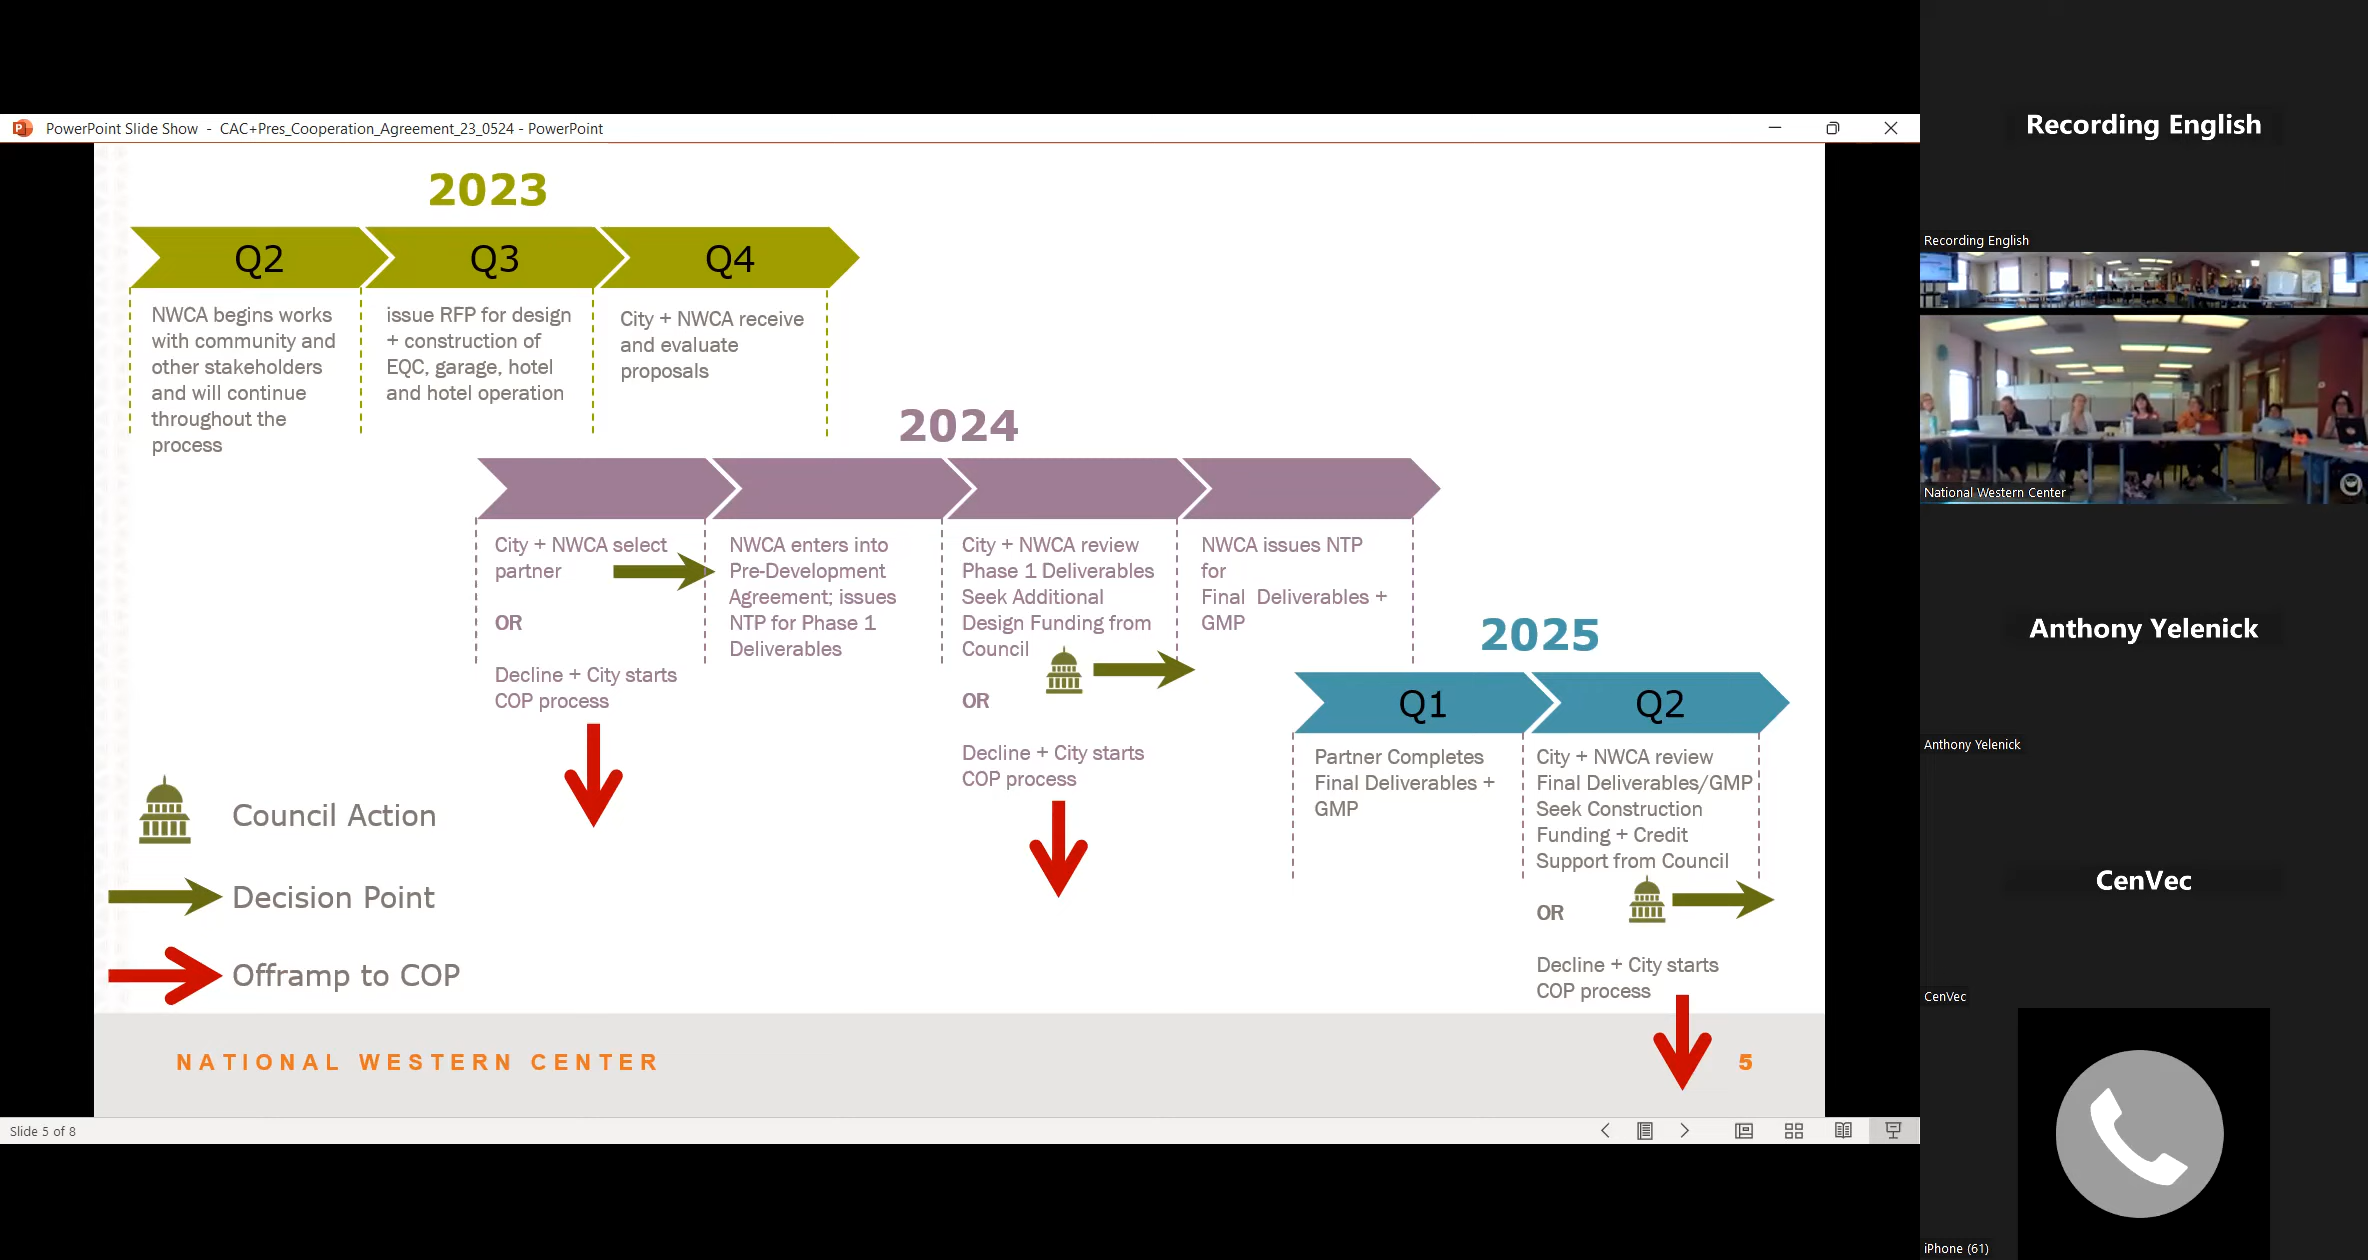 PowerPoint Slide Show - CAC+Pres_Cooperation_Agreement_23_0524 - PowerPoint
2023
Q2
Q3
Q4
NWCA begins works
with community and
other stakeholders
and will continue
throughout the
process
issue RFP for design
+ construction of
EQC, garage, hotel
and hotel operation
City + NWCA receive
and evaluate
proposals
2024
City + NWCA select
partner
OR
Decline + City starts
COP process
NWCA enters into
Pre-Development
Agreement; issues
NTP for Phase 1
Deliverables
City + NWCA review
Phase 1 Deliverables
Seek Additional
Design Funding from
Council
OR
Decline + City starts
COP process
NWCA issues NTP
for
Final Deliverables +
GMP
2025
Q1
Q2
Partner Completes
Final Deliverables +
GMP
City + NWCA review
Final Deliverables/GMP
Seek Construction
Funding + Credit
Support from Council
OR
Decline + City starts
COP process
Council Action
Decision Point
Offramp to COP
NATIONAL WESTERN CENTER
5
Slide 5 of 8
Recording English
Recording English
National Western Center
Anthony Yelenick
Anthony Yelenick
CenVec
CenVec
iPhone (61)